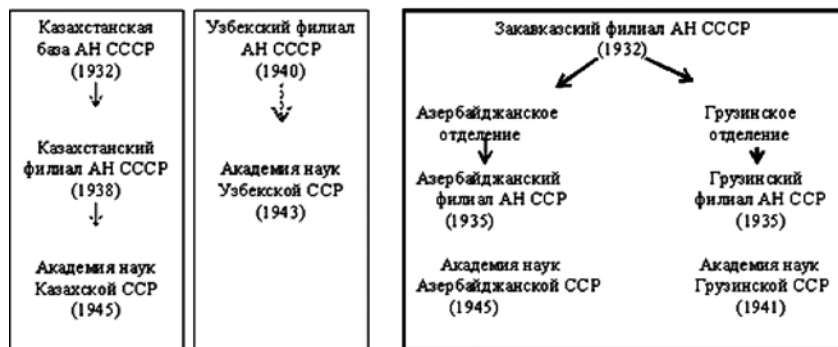 Казахстанская
база АН СССР
(1932)
Казахстанский
филиал АН СССР
(1938)
Академия наук
Казахской ССР
(1945)
Узбекский филиал
АН СССР
(1940)
Академия наук
Узбекской ССР
(1943)
Закавказский филиал АН СССР
(1932)
Азербайджанское
отделение
Азербайджанский
филиал АН ССР
(1935)
Академия наук
Азербайджанской ССР
(1945)
Грузинское
отделение
Грузинский
филиал АН ССР
(1935)
Академия наук
Грузинской ССР
(1941)